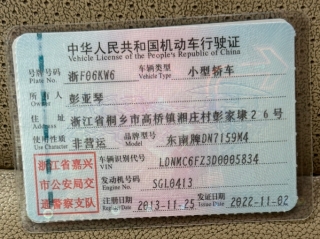 中华人民共和国机动车行驶证
Vehicle License of the People's Republic of China
号牌号码 浙F06KW6 车辆类型 小型轿车
Plate No. Vehicle Type
所有人 彭亚琴
Owner
住址 浙江省桐乡市高桥镇湘庄村彭家埭26号
使用性质 非营运 品牌型号 东南牌DN7159M4
Use Character Model
浙江省嘉兴市公安局交通警察支队
车辆识别代号 LDNMC6FZ3D0005834
VIN
发动机号码 SGL0413
Engine No.
注册日期 2013-11-25 发证日期 2022-11-02
Register Date Issue Date